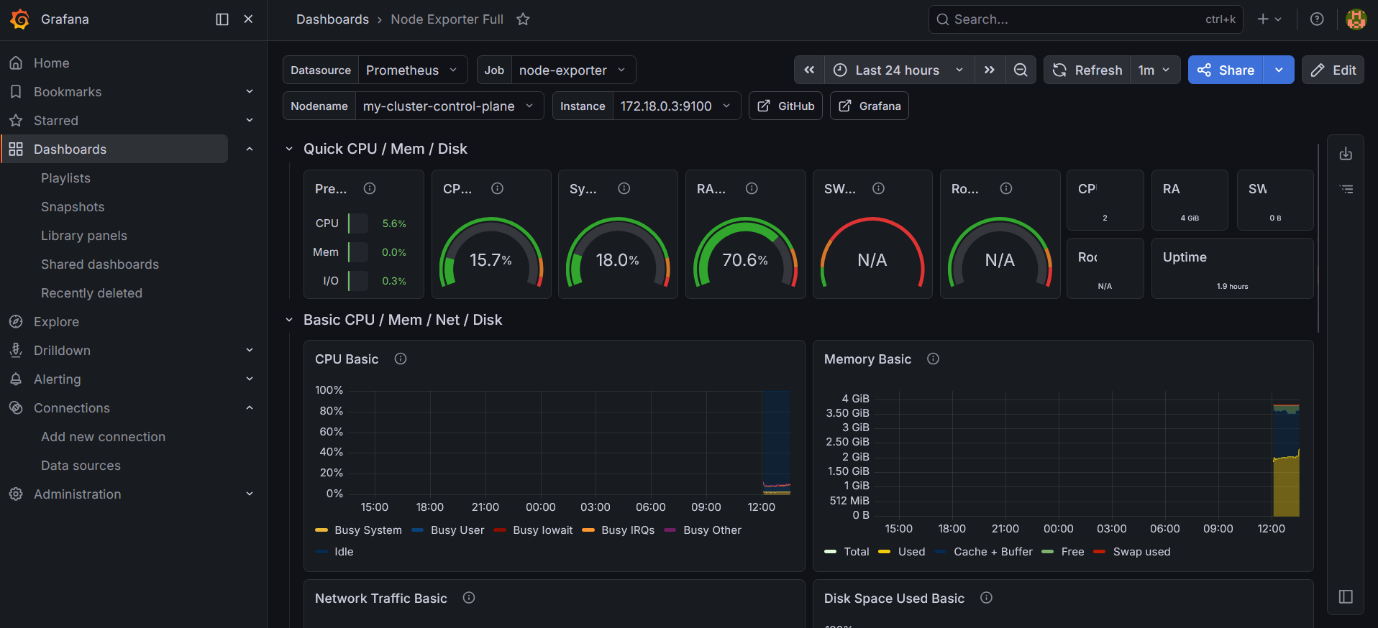 Grafana
Dashboards › Node Exporter Full
Search...
ctrl+k
Home
Bookmarks
Starred
Dashboards
Playlists
Snapshots
Library panels
Shared dashboards
Recently deleted
Explore
Drilldown
Alerting
Connections
Add new connection
Data sources
Administration
Datasource Prometheus
Job node-exporter
Last 24 hours
Refresh 1m
Share
Edit
Nodename my-cluster-control-plane
Instance 172.18.0.3:9100
GitHub
Grafana
Quick CPU / Mem / Disk
Pre...
CPU 5.6%
Mem 0.0%
I/O 0.3%
CP...
15.7%
Sy...
18.0%
RA...
70.6%
SW...
N/A
Ro...
N/A
CP
2
RA
4 GiB
SW
0 B
Roc
N/A
Uptime
1.9 hours
Basic CPU / Mem / Net / Disk
CPU Basic
100%
80%
60%
40%
20%
0%
15:00 18:00 21:00 00:00 03:00 06:00 09:00 12:00
Busy System Busy User Busy Iowait Busy IRQs Busy Other
Idle
Memory Basic
4 GiB
3.50 GiB
3 GiB
2.50 GiB
2 GiB
1.50 GiB
1 GiB
512 MiB
0 B
15:00 18:00 21:00 00:00 03:00 06:00 09:00 12:00
Total Used Cache + Buffer Free Swap used
Network Traffic Basic
Disk Space Used Basic